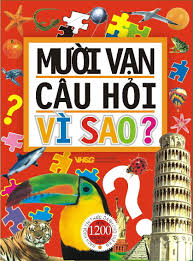 MƯỜI VẠN
CÂU HỎI
VÌ SAO?
1200